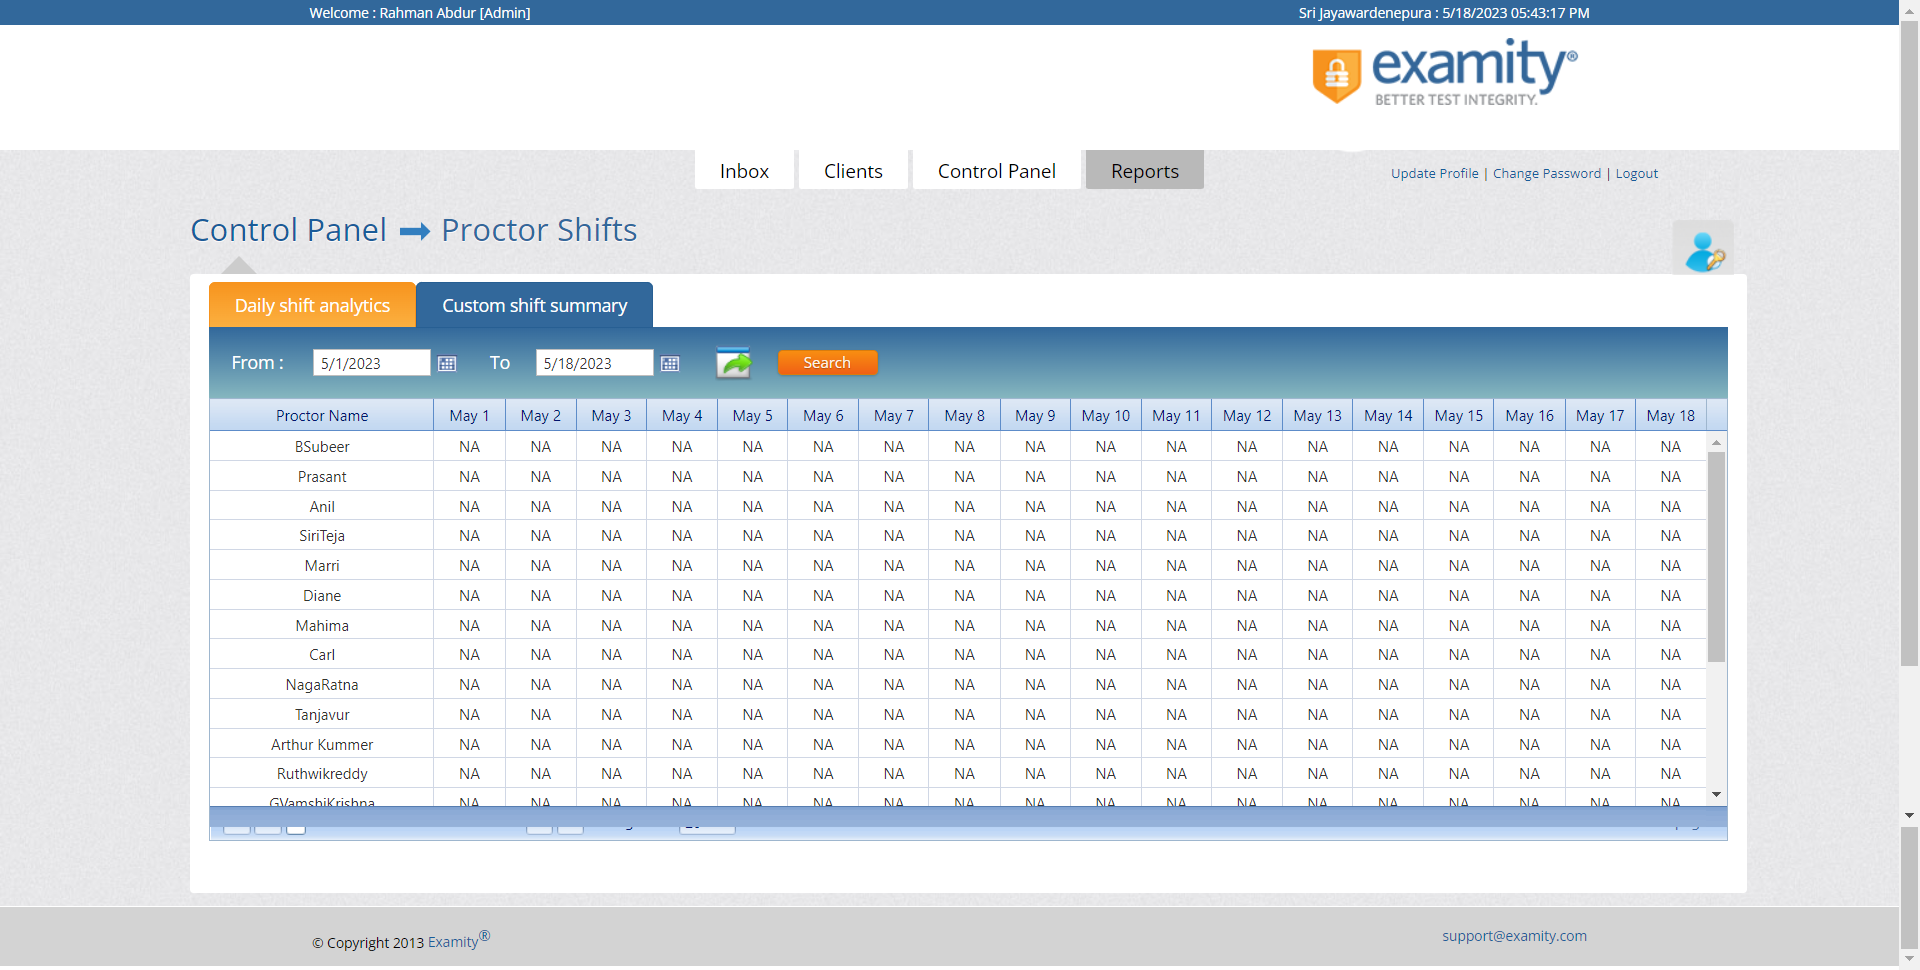 Welcome : Rahman Abdur [Admin] Sri Jayawardenepura : 5/18/2023 05:43:17 PM
examity®
BETTER TEST INTEGRITY.
Inbox Clients Control Panel Reports
Update Profile | Change Password | Logout
Control Panel Proctor Shifts
Daily shift analytics Custom shift summary
From : 5/1/2023 To 5/18/2023 Search
Proctor Name May 1 May 2 May 3 May 4 May 5 May 6 May 7 May 8 May 9 May 10 May 11 May 12 May 13 May 14 May 15 May 16 May 17 May 18
BSubeer NA NA NA NA NA NA NA NA NA NA NA NA NA NA NA NA NA NA
Prasant NA NA NA NA NA NA NA NA NA NA NA NA NA NA NA NA NA NA
Anil NA NA NA NA NA NA NA NA NA NA NA NA NA NA NA NA NA NA
SiriTeja NA NA NA NA NA NA NA NA NA NA NA NA NA NA NA NA NA NA
Marri NA NA NA NA NA NA NA NA NA NA NA NA NA NA NA NA NA NA
Diane NA NA NA NA NA NA NA NA NA NA NA NA NA NA NA NA NA NA
Mahima NA NA NA NA NA NA NA NA NA NA NA NA NA NA NA NA NA NA
Carl NA NA NA NA NA NA NA NA NA NA NA NA NA NA NA NA NA NA
NagaRatna NA NA NA NA NA NA NA NA NA NA NA NA NA NA NA NA NA NA
Tanjavur NA NA NA NA NA NA NA NA NA NA NA NA NA NA NA NA NA NA
Arthur Kummer NA NA NA NA NA NA NA NA NA NA NA NA NA NA NA NA NA NA
Ruthwikreddy NA NA NA NA NA NA NA NA NA NA NA NA NA NA NA NA NA NA
GVamshiKrishna NA NA NA NA NA NA NA NA NA NA NA NA NA NA NA NA NA NA
© Copyright 2013 Examity® support@examity.com